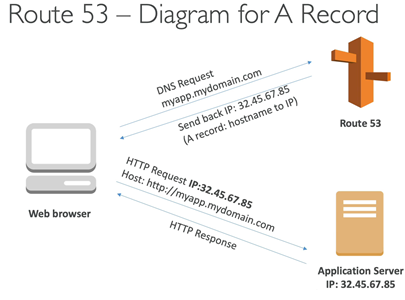 Route 53 – Diagram for A Record
DNS Request
myapp.mydomain.com
Send back IP: 32.45.67.85
(A record: hostname to IP)
Route 53
Web browser
HTTP Request IP:32.45.67.85
Host: http://myapp.mydomain.com
HTTP Response
Application Server
IP: 32.45.67.85